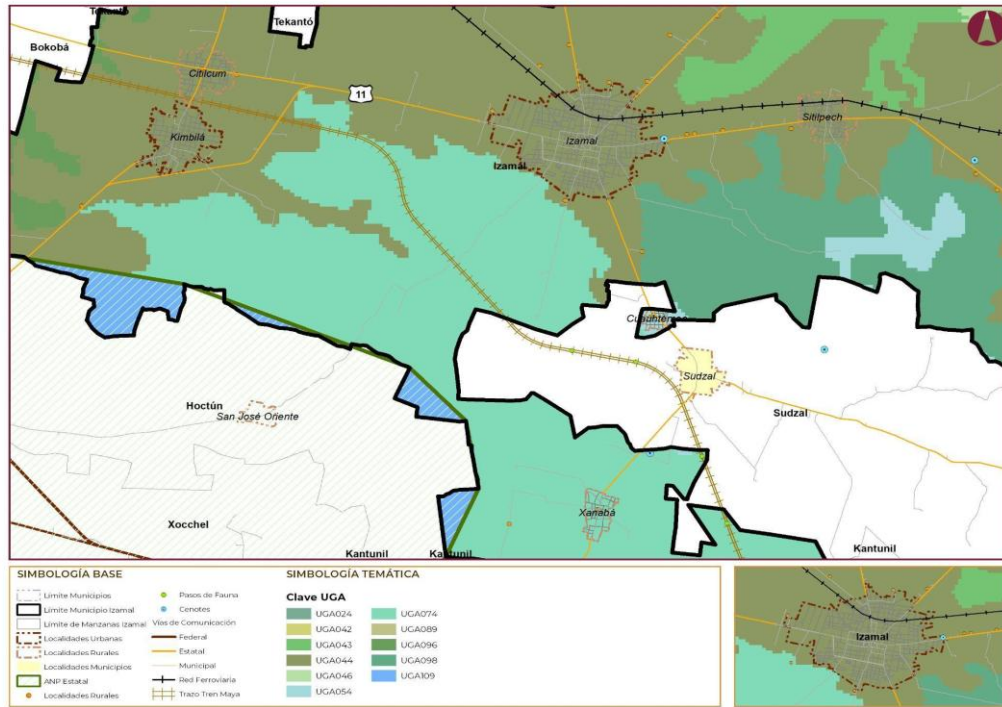 Tekantó
Tekantó
Bokobá
Citilcum
11
Kimbilá
Izamal
Sitilpech
Izamál
Cuauhtémoc
Sudzal
Hoctún
San José Oriente
Sudzal
Xanabá
Xocchel
Kantunil
Kantunil
Kantunil
SIMBOLOGÍA BASE
Límite Municipios
Límite Municipio Izamal
Límite de Manzanas Izamal
Localidades Urbanas
Localidades Rurales
Localidades Municipios
ANP Estatal
Localidades Rurales
Pasos de Fauna
Cenotes
Vías de Comunicación
Federal
Estatal
Municipal
Red Ferroviaria
Trazo Tren Maya
SIMBOLOGÍA TEMÁTICA
Clave UGA
UGA024
UGA042
UGA043
UGA044
UGA046
UGA054
UGA074
UGA089
UGA096
UGA098
UGA109
Izamal